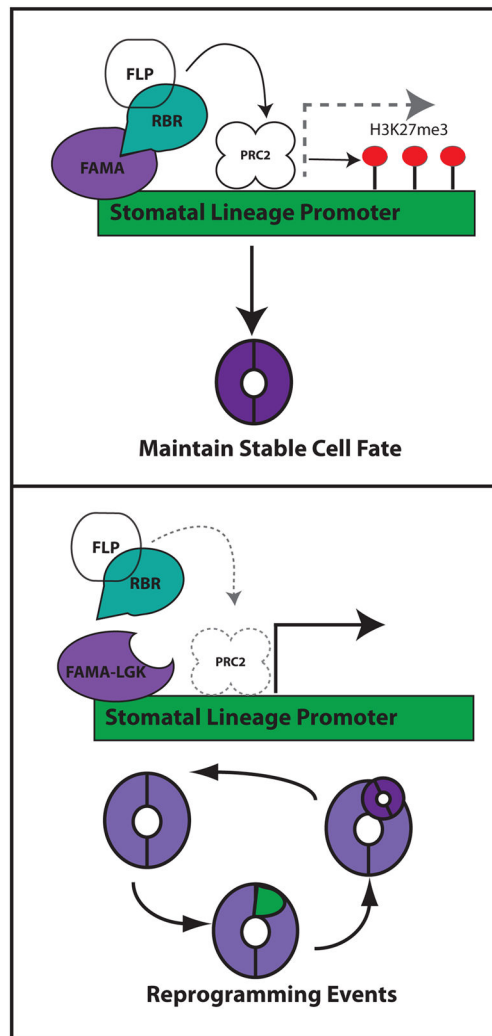 FLP
RBR
FAMA
PRC2
H3K27me3
Stomatal Lineage Promoter
Maintain Stable Cell Fate
FLP
RBR
FAMA-LGK
PRC2
Stomatal Lineage Promoter
Reprogramming Events